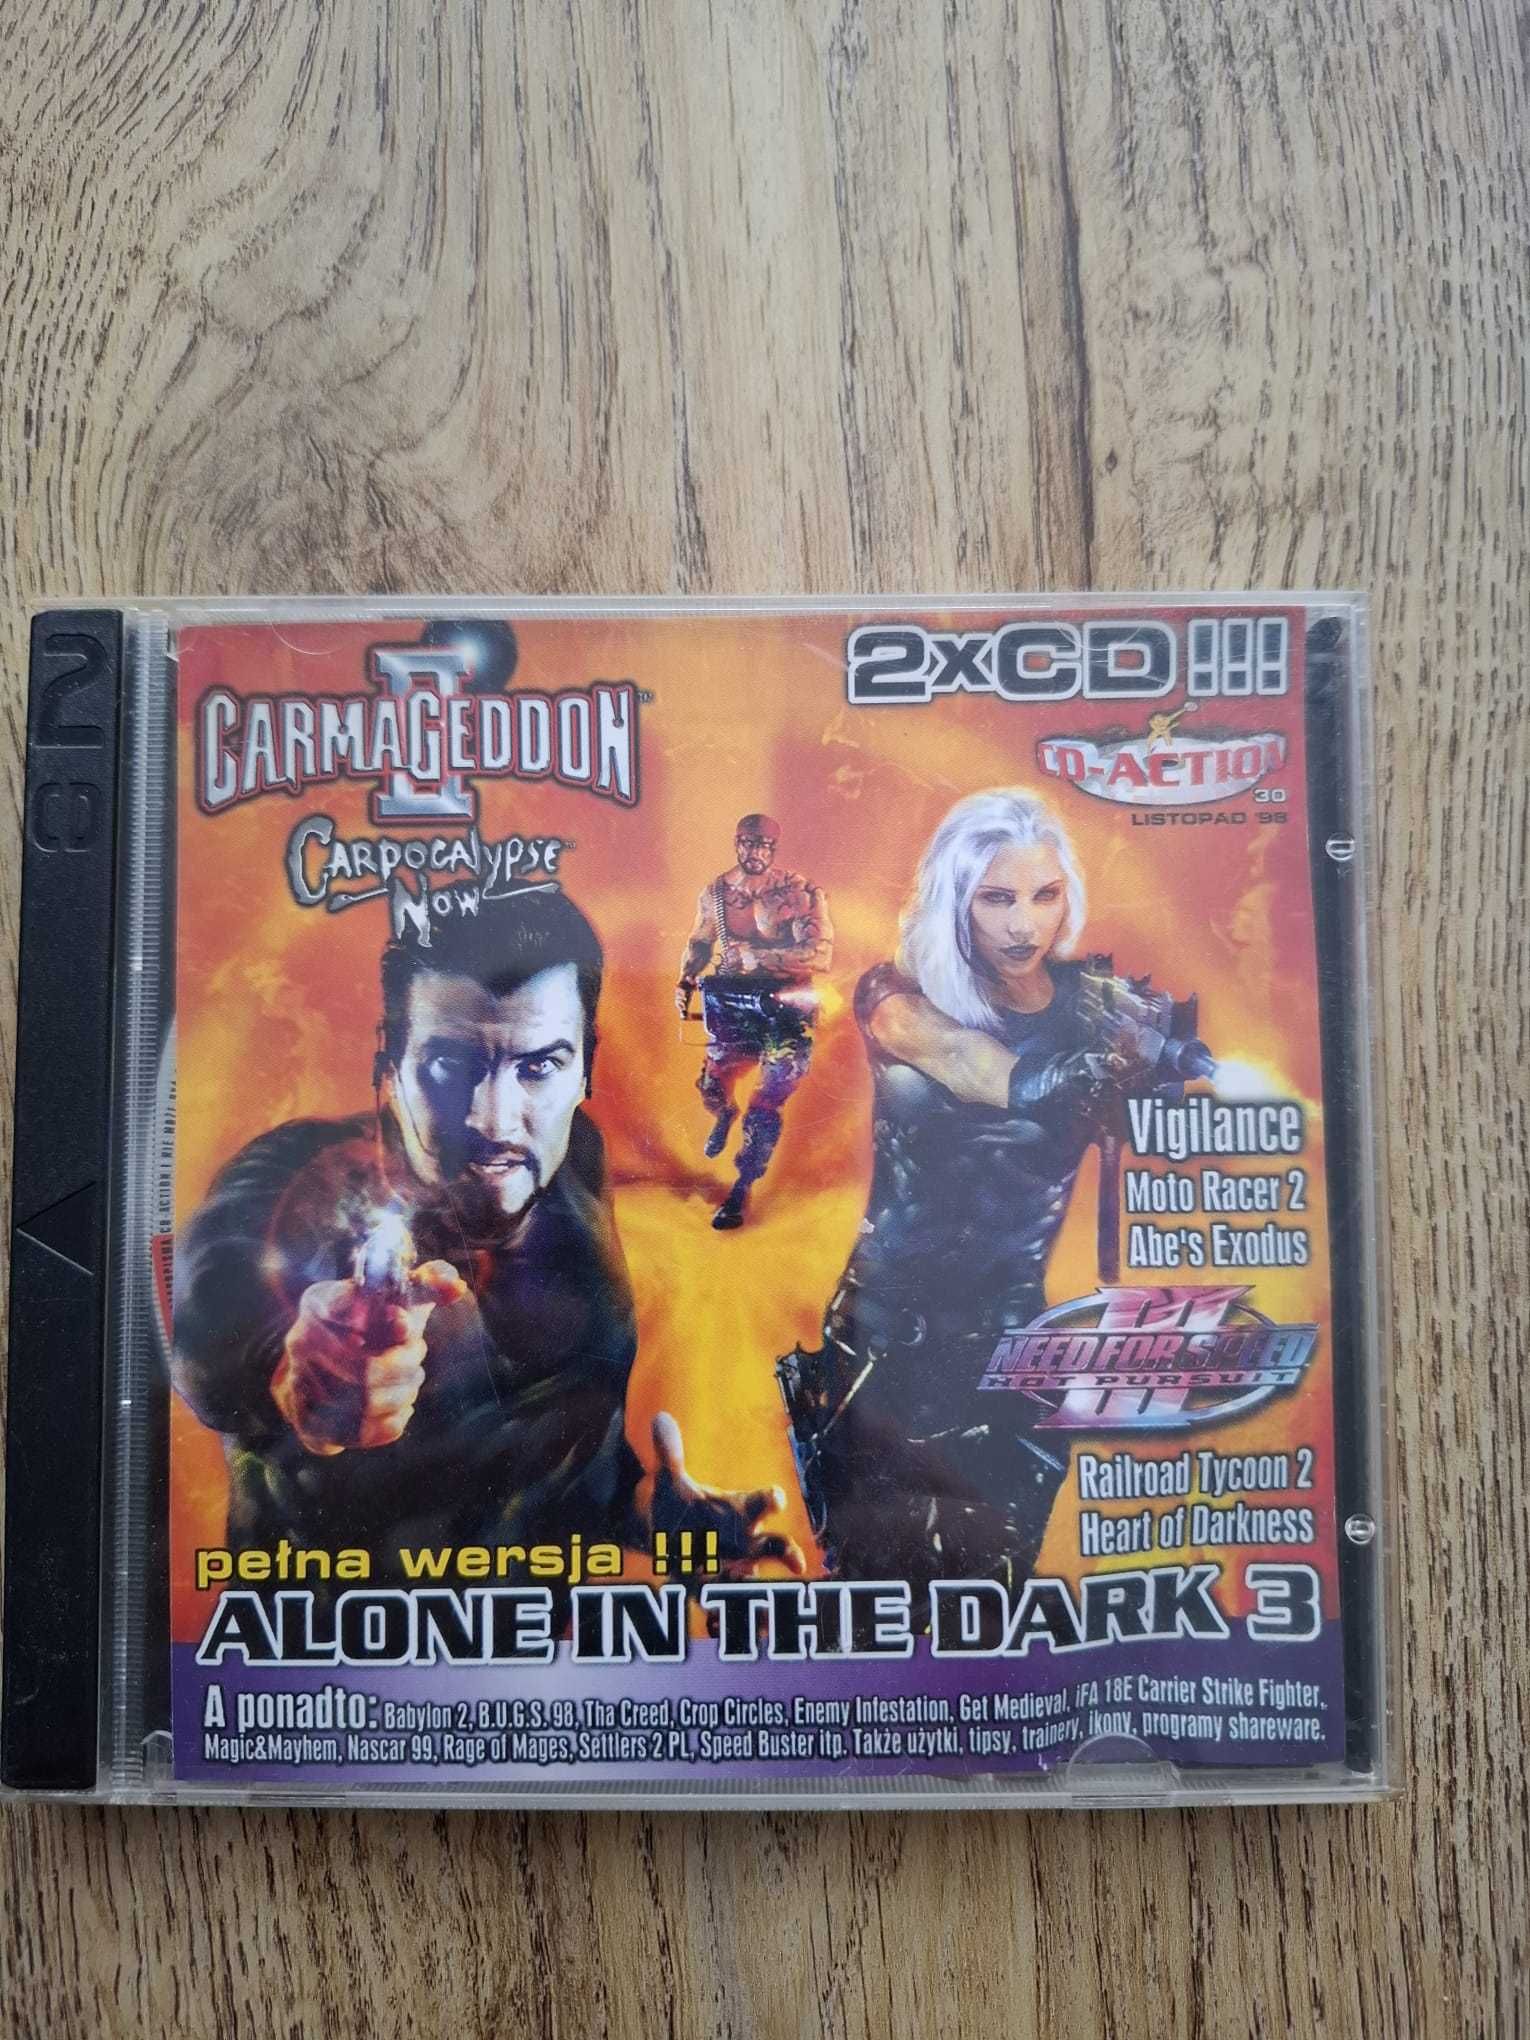 2xCD!!!
II
CARMAGEDDON™
CARPOCALYPSE™
NOW
CD-ACTION
30
LISTOPAD '98
Vigilance
Moto Racer 2
Abe's Exodus
III
NEED FOR SPEED
HOT PURSUIT
Railroad Tycoon 2
Heart of Darkness
pełna wersja !!!
ALONE IN THE DARK 3
A ponadto: Babylon 2, B.U.G.S. 98, Tha Creed, Crop Circles, Enemy Infestation, Get Medieval, iFA 18E Carrier Strike Fighter,
Magic&Mayhem, Nascar 99, Rage of Mages, Settlers 2 PL, Speed Buster itp. Także użytki, tipsy, trainery, ikony, programy shareware.